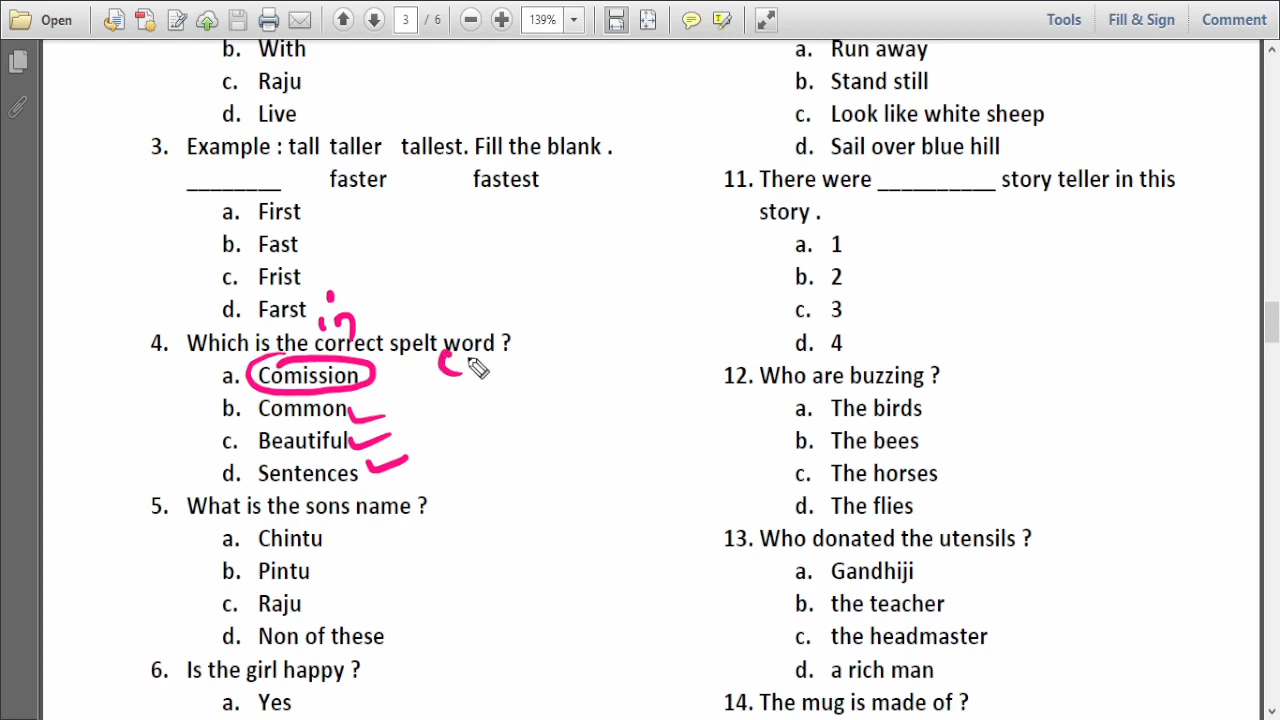 Open
3 / 6
139%
Tools
Fill & Sign
Comment
b. With
c. Raju
d. Live
3. Example : tall taller tallest. Fill the blank .
________ faster fastest
a. First
b. Fast
c. Frist
d. Farst
in
4. Which is the correct spelt word ?
a. Comission
C
b. Common
c. Beautiful
d. Sentences
5. What is the sons name ?
a. Chintu
b. Pintu
c. Raju
d. Non of these
6. Is the girl happy ?
a. Yes
a. Run away
b. Stand still
c. Look like white sheep
d. Sail over blue hill
11. There were __________ story teller in this
story .
a. 1
b. 2
c. 3
d. 4
12. Who are buzzing ?
a. The birds
b. The bees
c. The horses
d. The flies
13. Who donated the utensils ?
a. Gandhiji
b. the teacher
c. the headmaster
d. a rich man
14. The mug is made of ?